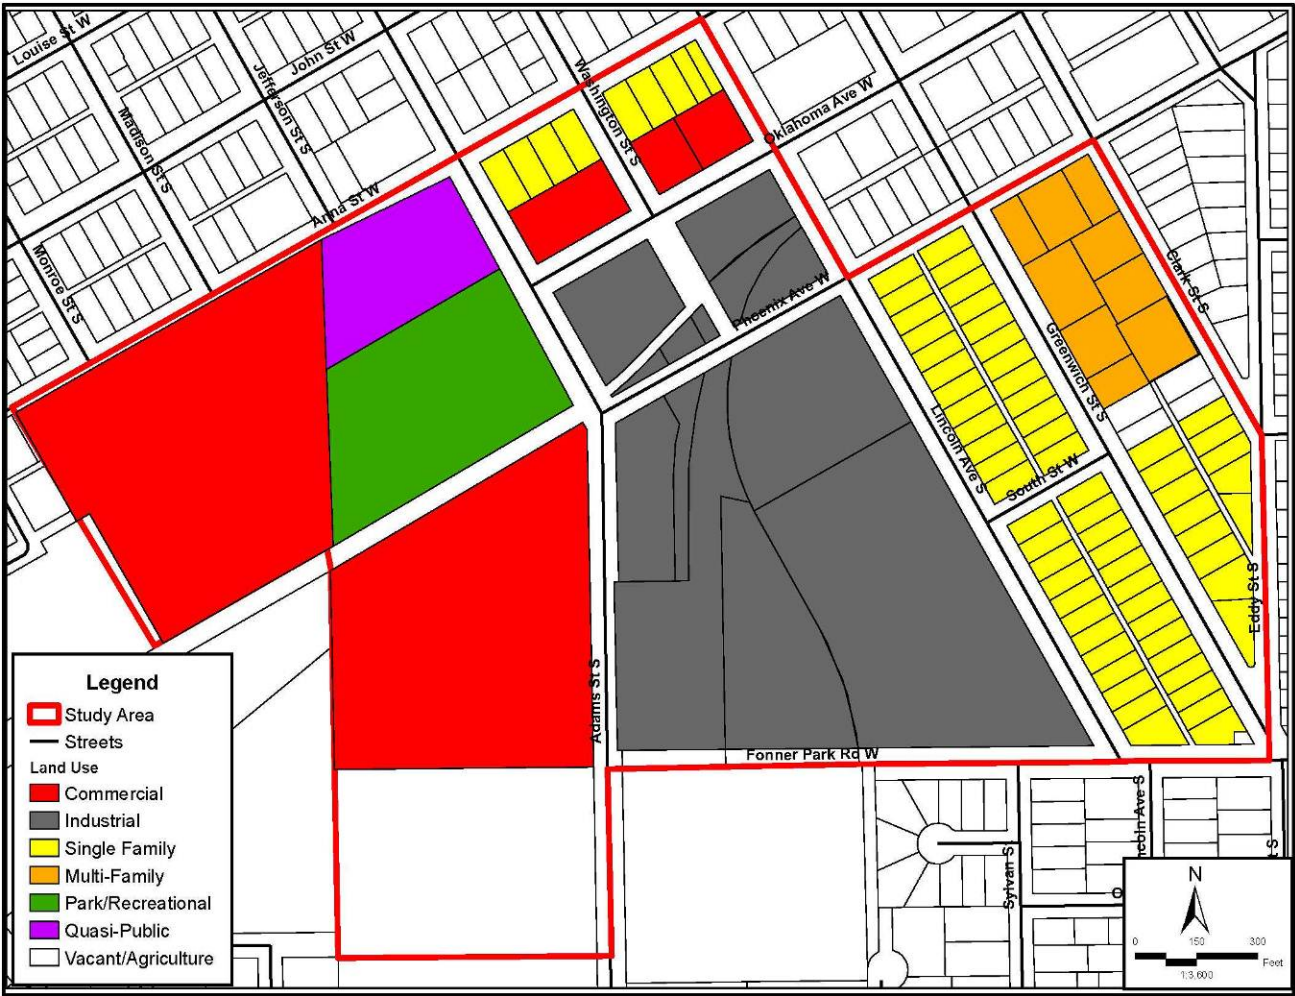 Louise St W
John St W
Jefferson St S
Madison St S
Monroe St S
Anna St W
Washington St S
Oklahoma Ave W
Phoenix Ave W
Clark St S
Greenwich St S
Lincoln Ave S
South St W
Eddy St S
Adams St S
Fonner Park Rd W
Sylvan S
ncoln Ave S
t S
O
Legend
Study Area
Streets
Land Use
Commercial
Industrial
Single Family
Multi-Family
Park/Recreational
Quasi-Public
Vacant/Agriculture
N
0 150 300
Feet
1:3,600